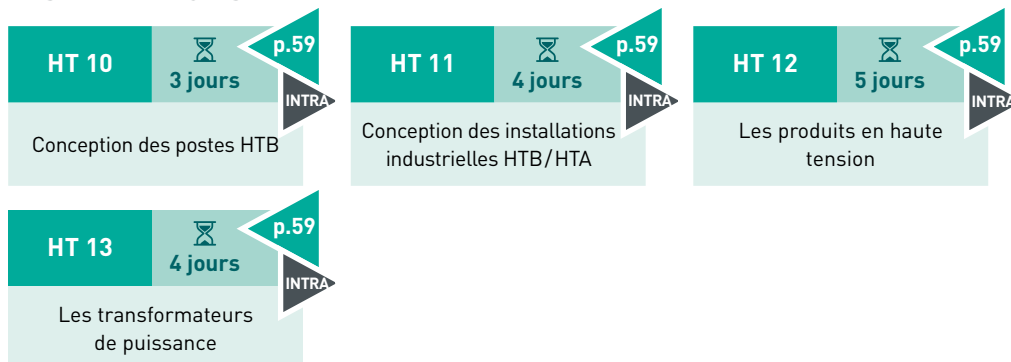 HT 10
3 jours
p.59
INTRA
Conception des postes HTB
HT 11
4 jours
p.59
INTRA
Conception des installations
industrielles HTB/HTA
HT 12
5 jours
p.59
INTRA
Les produits en haute
tension
HT 13
4 jours
p.59
INTRA
Les transformateurs
de puissance